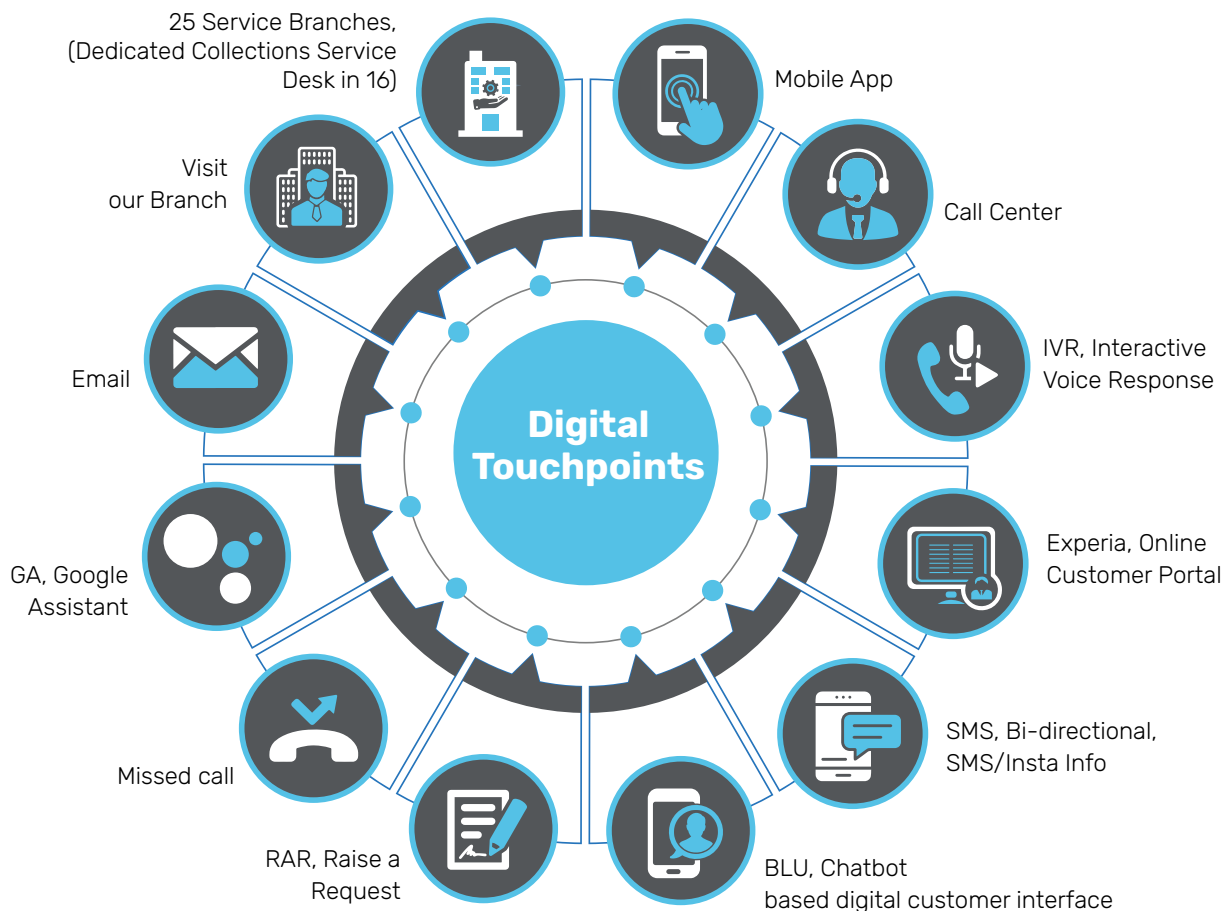 25 Service Branches,
(Dedicated Collections Service
Desk in 16)
Mobile App
Visit
our Branch
Call Center
Email
IVR, Interactive
Voice Response
Digital
Touchpoints
GA, Google
Assistant
Experia, Online
Customer Portal
Missed call
SMS, Bi-directional,
SMS/Insta Info
RAR, Raise a
Request
BLU, Chatbot
based digital customer interface